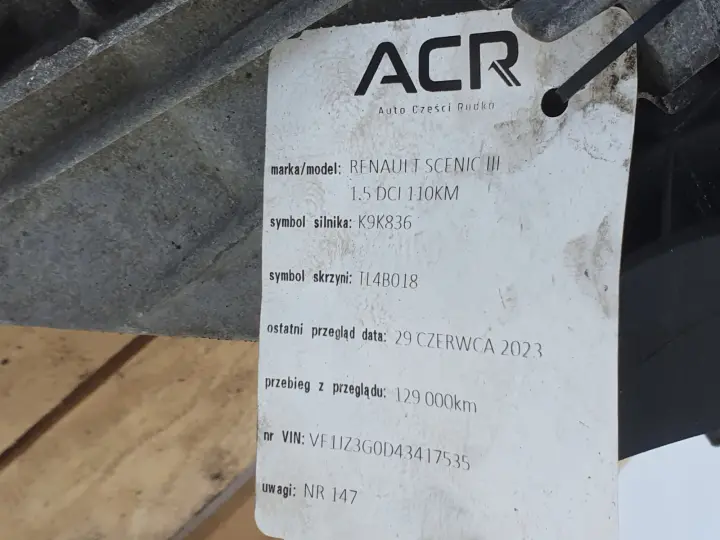 ACR
Auto Części Rudko
marka/model: RENAULT SCENIC III
1.5 DCI 110KM
symbol silnika: K9K836
symbol skrzyni: TL4B018
ostatni przegląd data: 29 CZERWCA 2023
przebieg z przeglądu: 129 000km
nr VIN: VF1JZ3G0D43417535
uwagi: NR 147